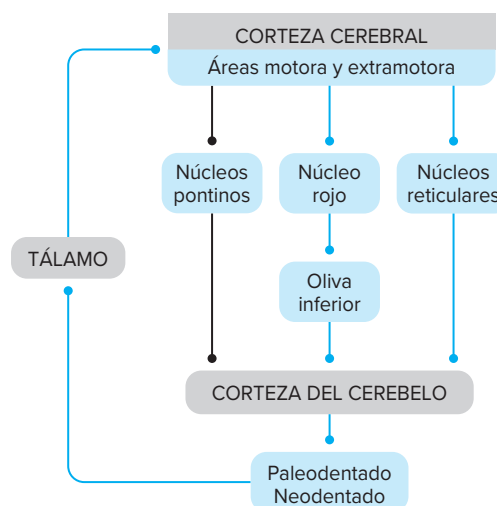 CORTEZA CEREBRAL
Áreas motora y extramotora
Núcleos
pontinos
Núcleo
rojo
Núcleos
reticulares
TÁLAMO
Oliva
inferior
CORTEZA DEL CEREBELO
Paleodentado
Neodentado